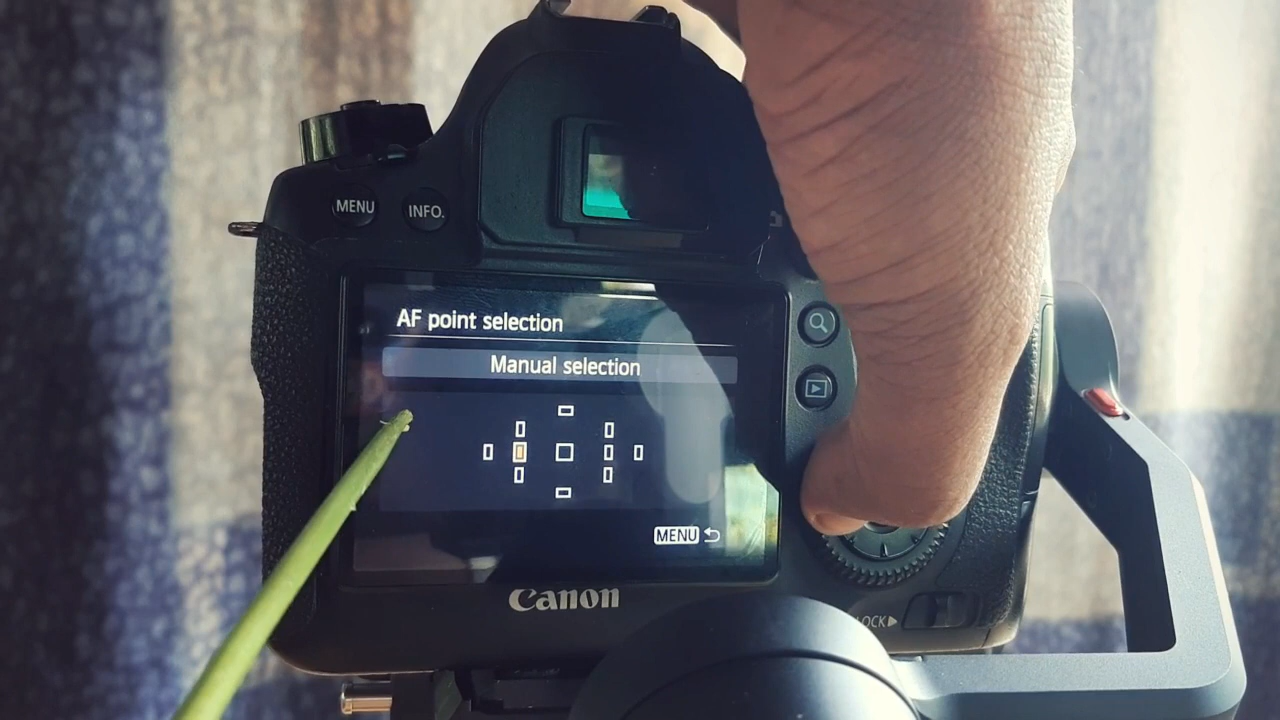 MENU
INFO.
AF point selection
Manual selection
MENU
Canon
LOCK